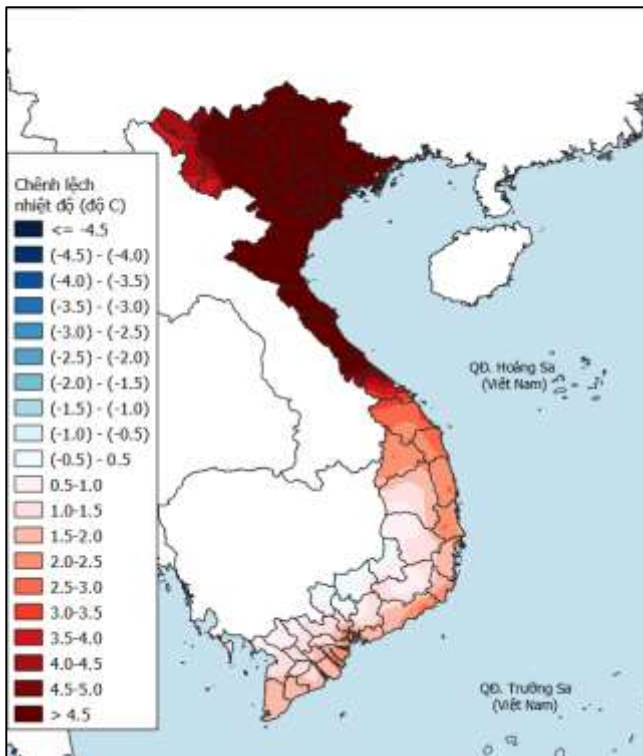 Chênh lệch
nhiệt độ (độ C)
<= -4.5
(-4.5) - (-4.0)
(-4.0) - (-3.5)
(-3.5) - (-3.0)
(-3.0) - (-2.5)
(-2.5) - (-2.0)
(-2.0) - (-1.5)
(-1.5) - (-1.0)
(-1.0) - (-0.5)
(-0.5) - 0.5
0.5-1.0
1.0-1.5
1.5-2.0
2.0-2.5
2.5-3.0
3.0-3.5
3.5-4.0
4.0-4.5
4.5-5.0
> 4.5
QĐ. Hoàng Sa
(Việt Nam)
QĐ. Trường Sa
(Việt Nam)